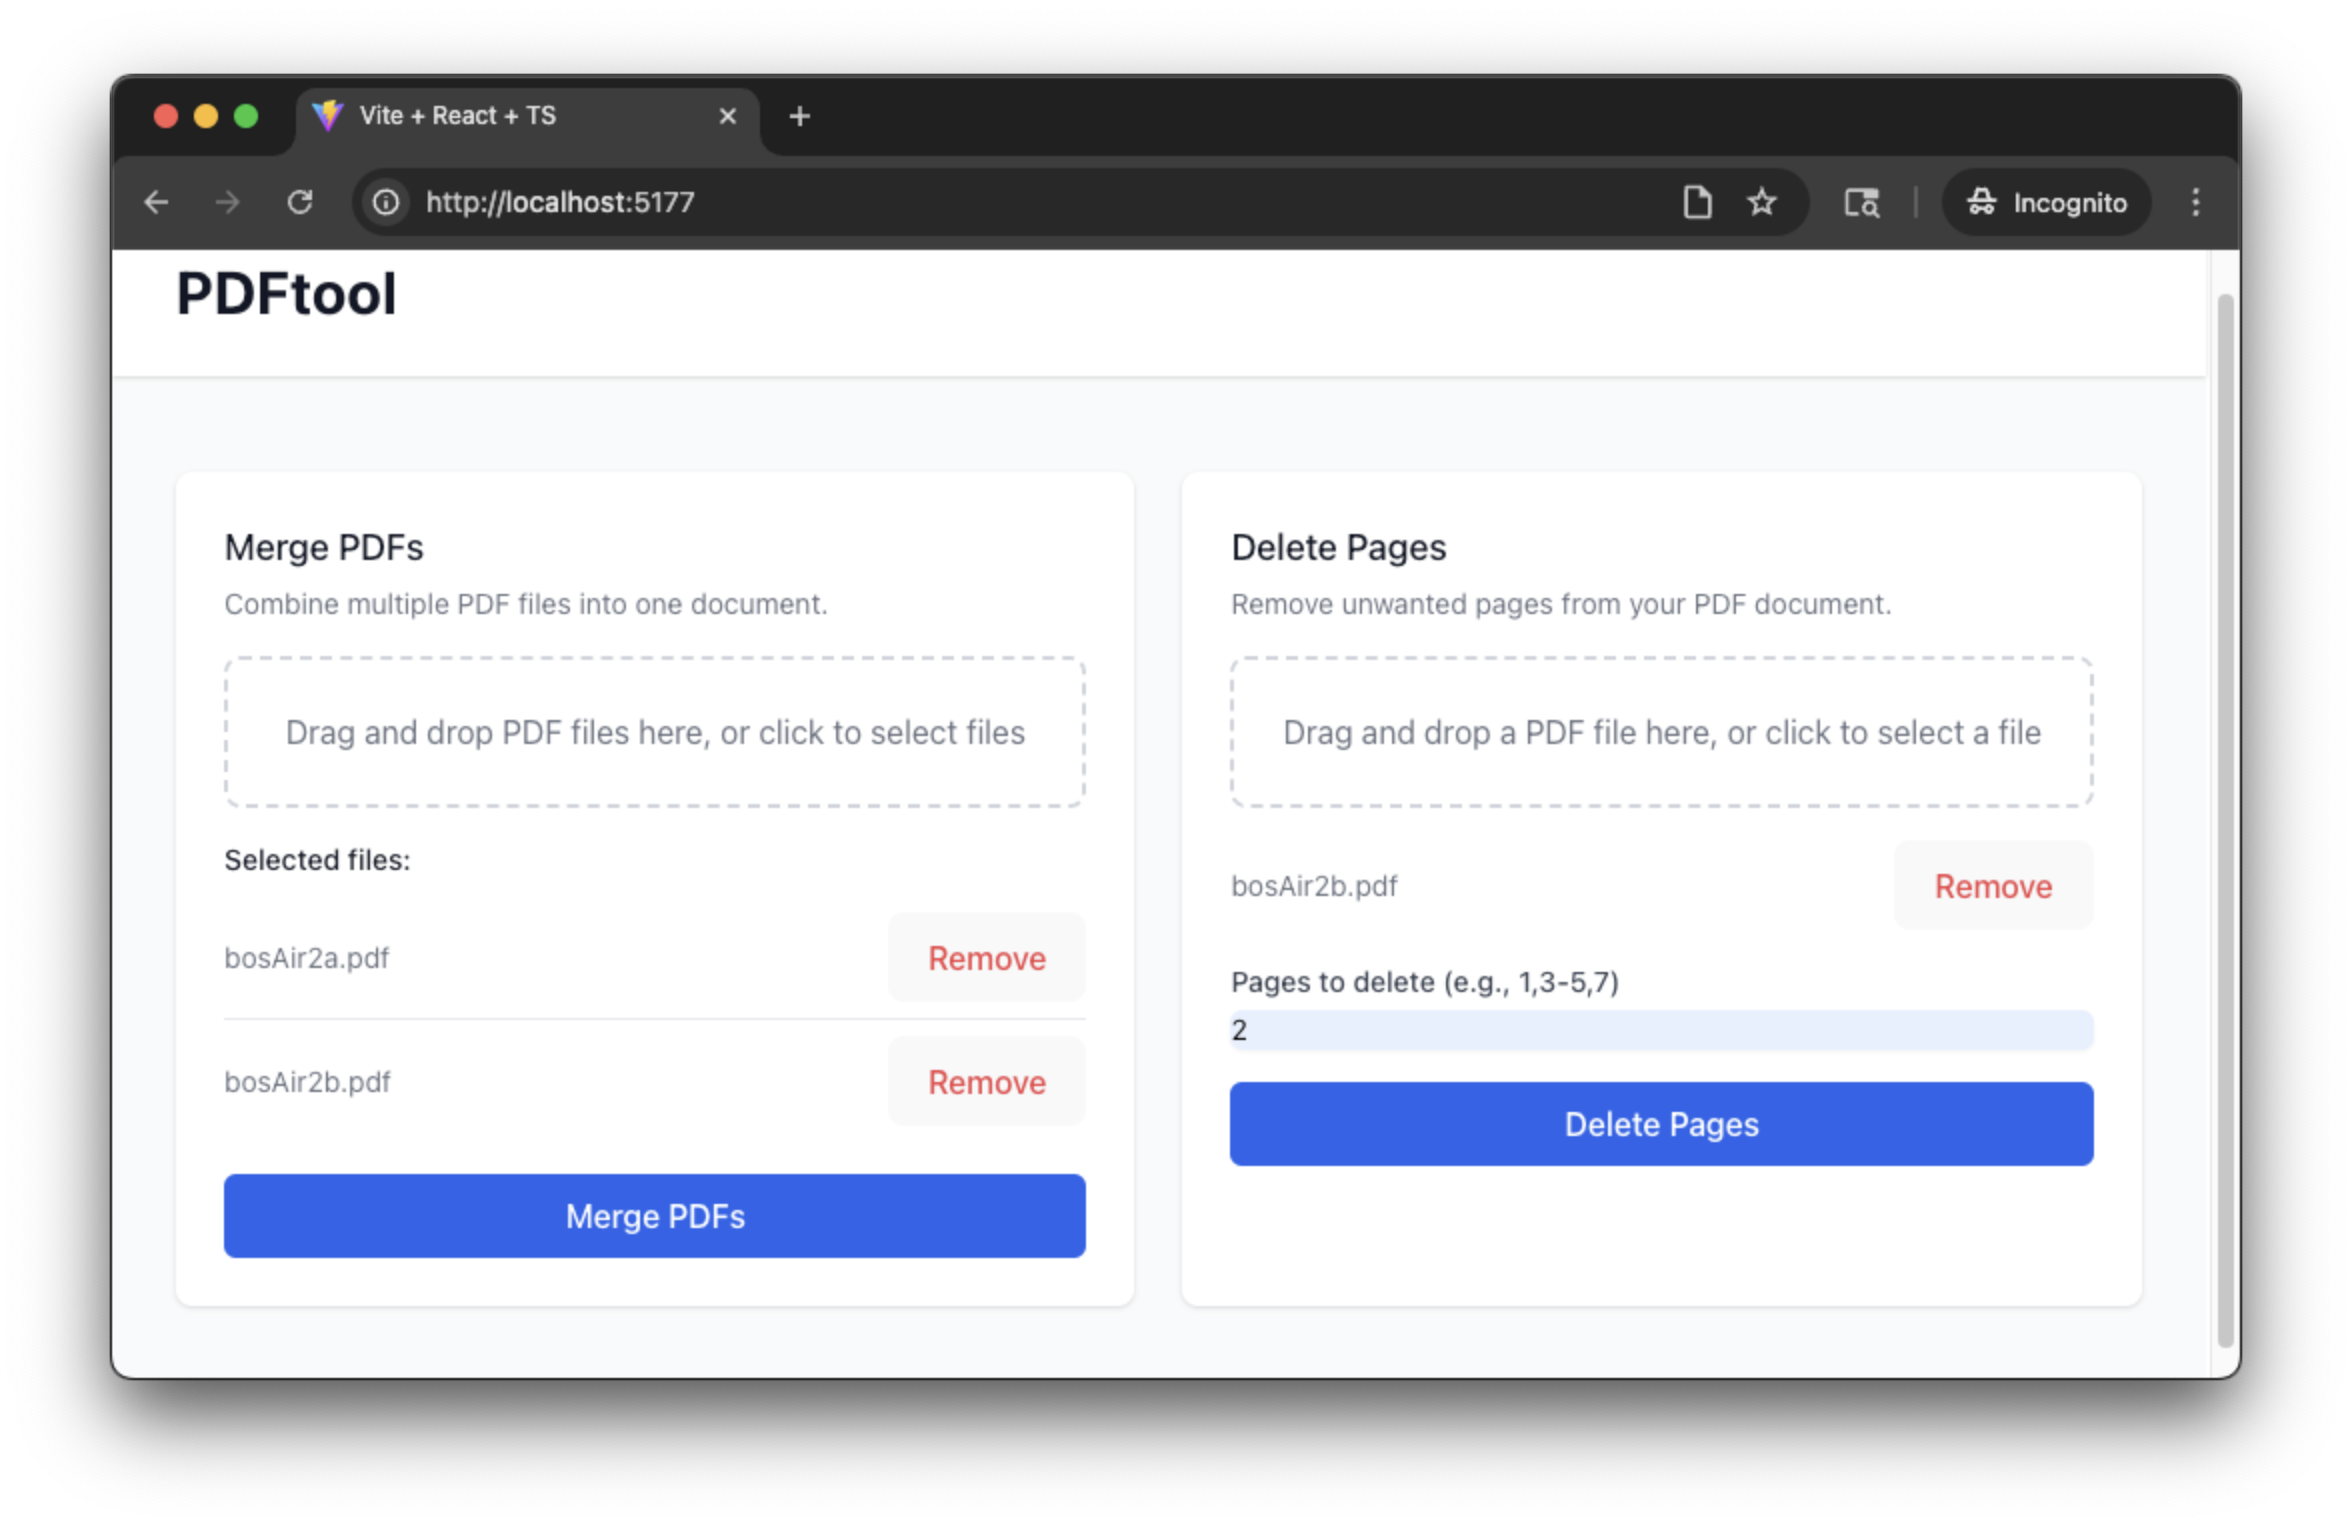 Vite + React + TS
http://localhost:5177
Incognito
PDFtool
Merge PDFs
Combine multiple PDF files into one document.
Drag and drop PDF files here, or click to select files
Selected files:
bosAir2a.pdf
Remove
bosAir2b.pdf
Remove
Merge PDFs
Delete Pages
Remove unwanted pages from your PDF document.
Drag and drop a PDF file here, or click to select a file
bosAir2b.pdf
Remove
Pages to delete (e.g., 1,3-5,7)
2
Delete Pages